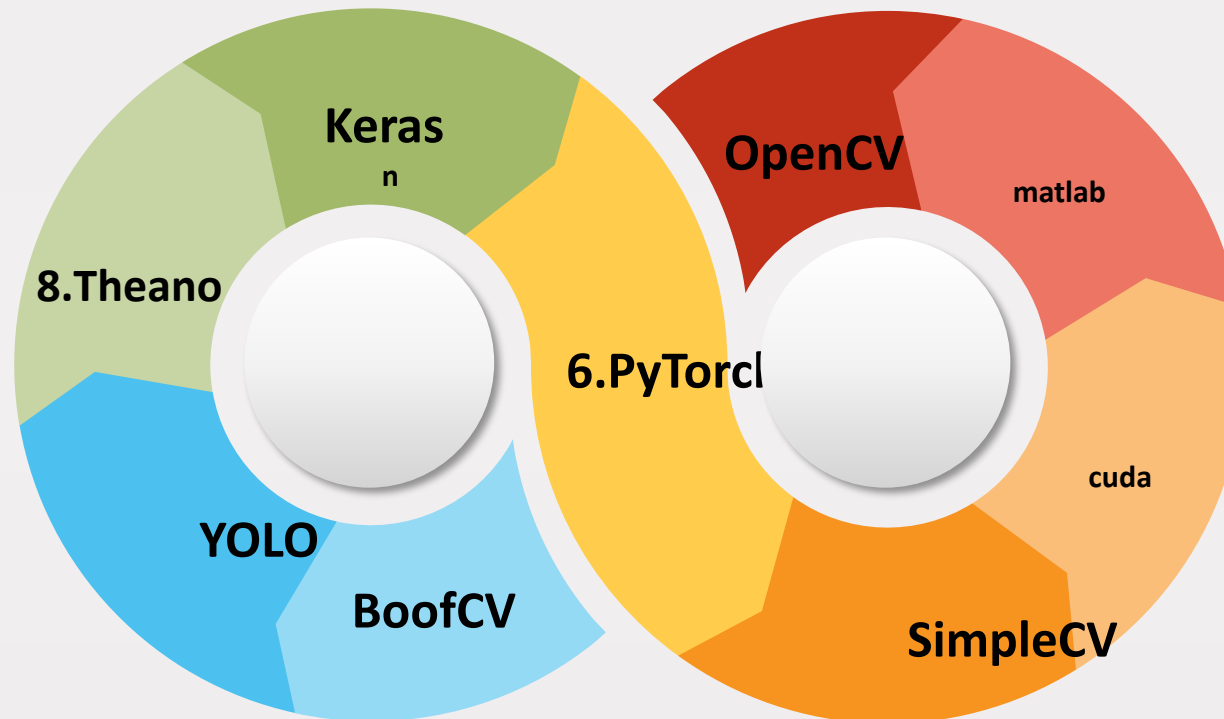 Keras
n
OpenCV
matlab
8.Theano
6.PyTorcl
cuda
YOLO
BoofCV
SimpleCV